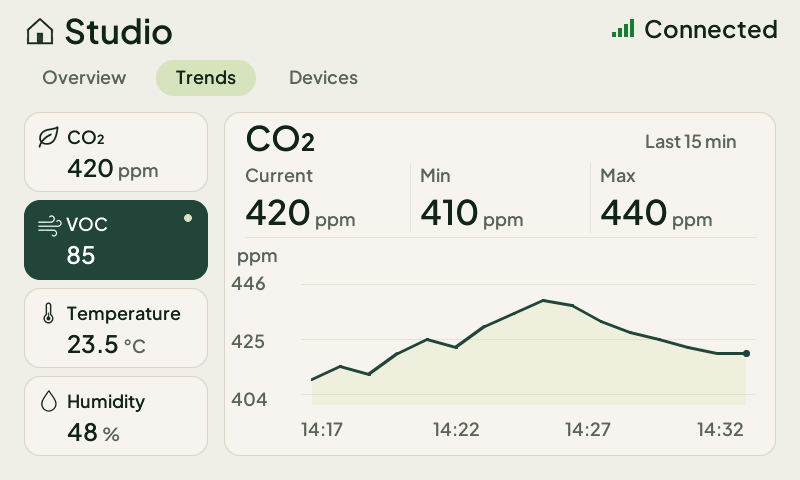 Studio
Connected
Overview
Trends
Devices
CO₂
420 ppm
VOC
85
Temperature
23.5 °C
Humidity
48 %
CO₂
Last 15 min
Current
Min
Max
420 ppm
410 ppm
440 ppm
ppm
446
425
404
14:17
14:22
14:27
14:32